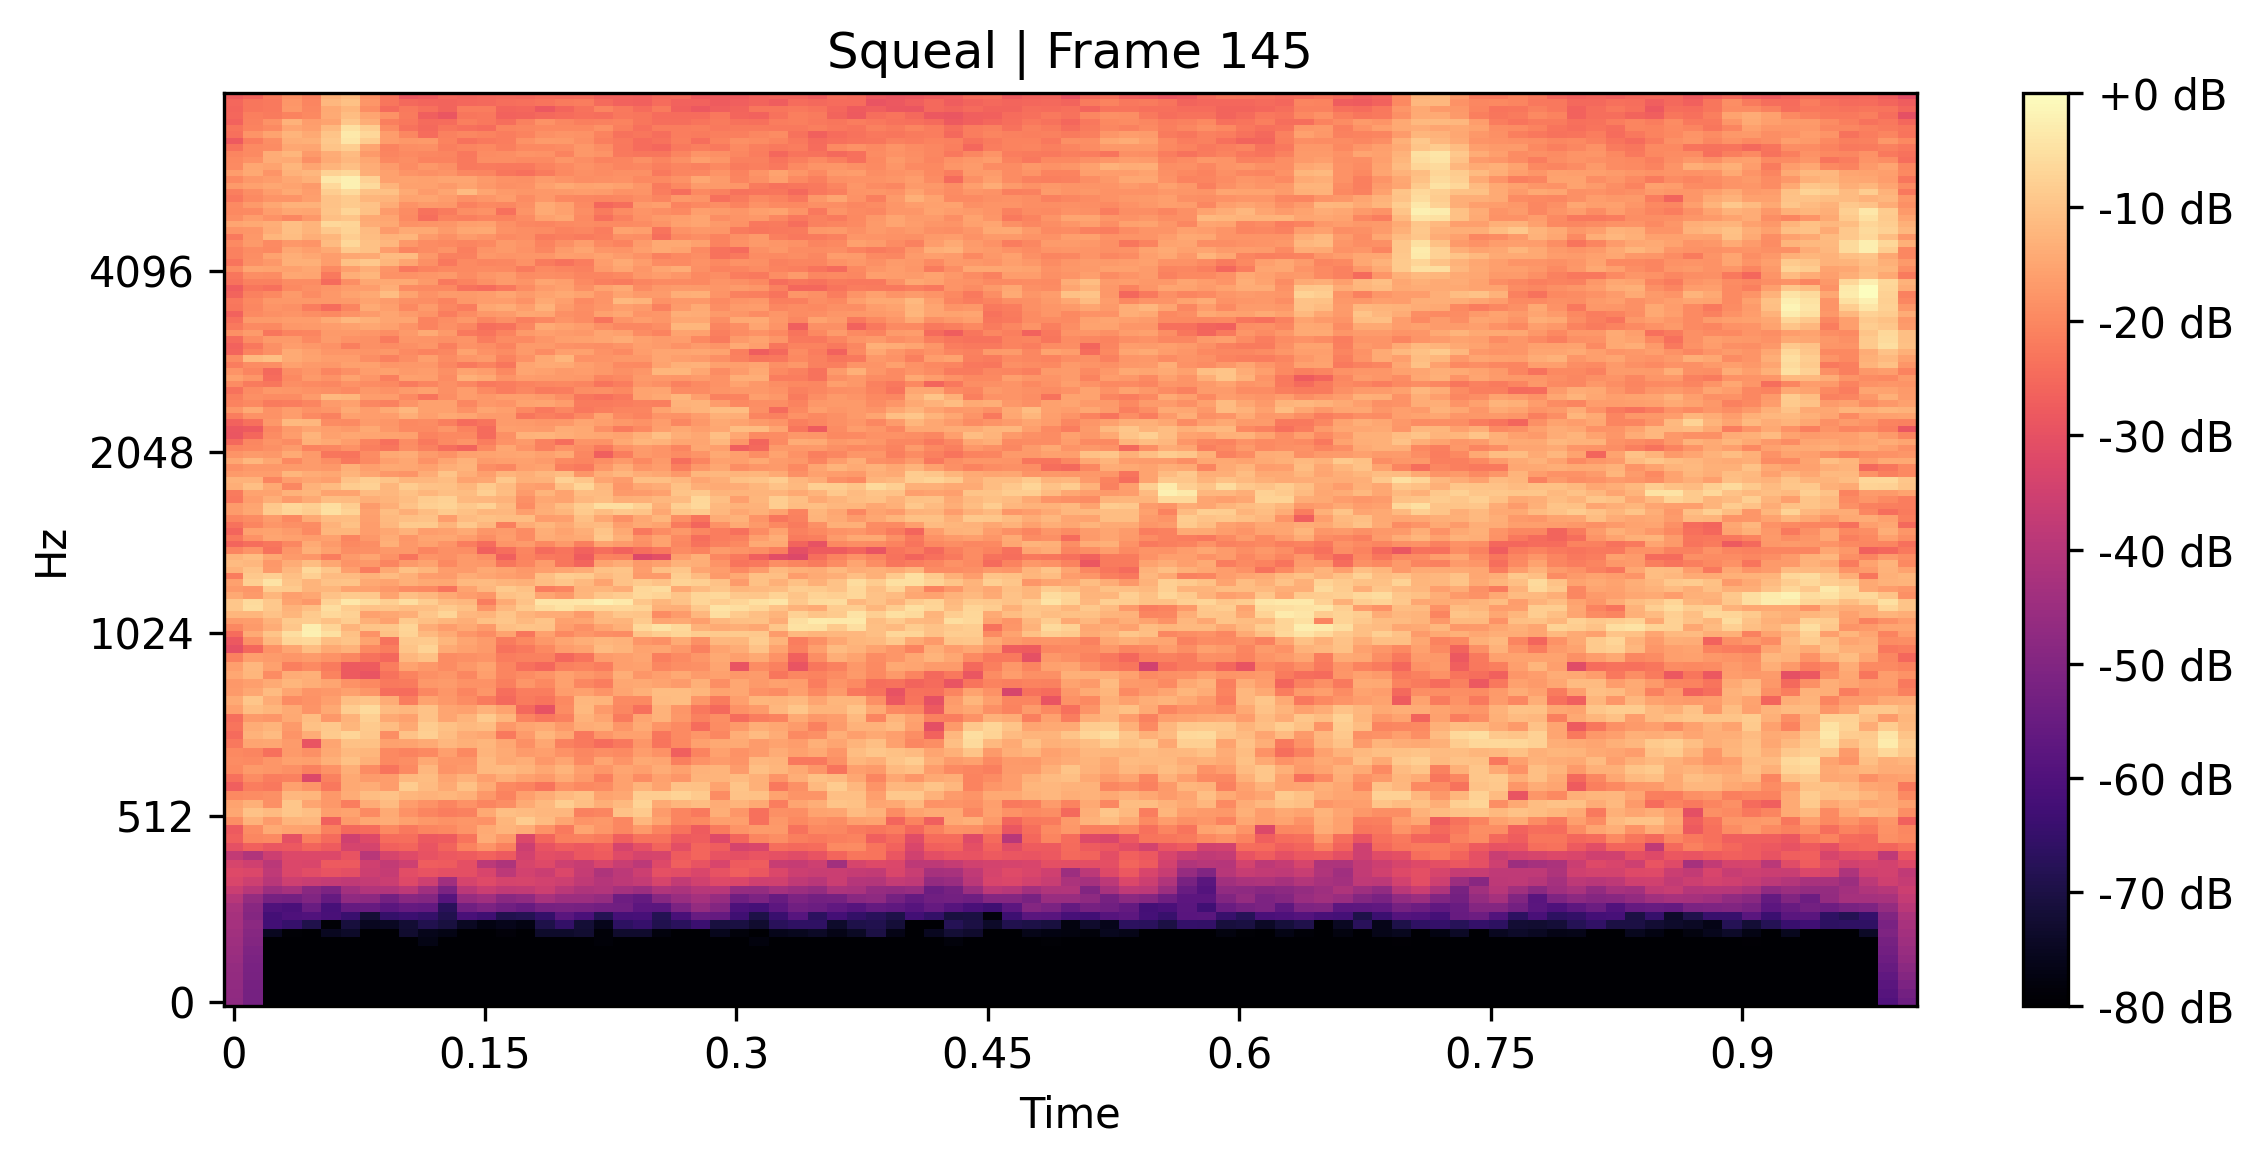 Squeal | Frame 145
+0 dB
-10 dB
-20 dB
-30 dB
-40 dB
-50 dB
-60 dB
-70 dB
-80 dB
Hz
4096
2048
1024
512
0
0 0.15 0.3 0.45 0.6 0.75 0.9
Time